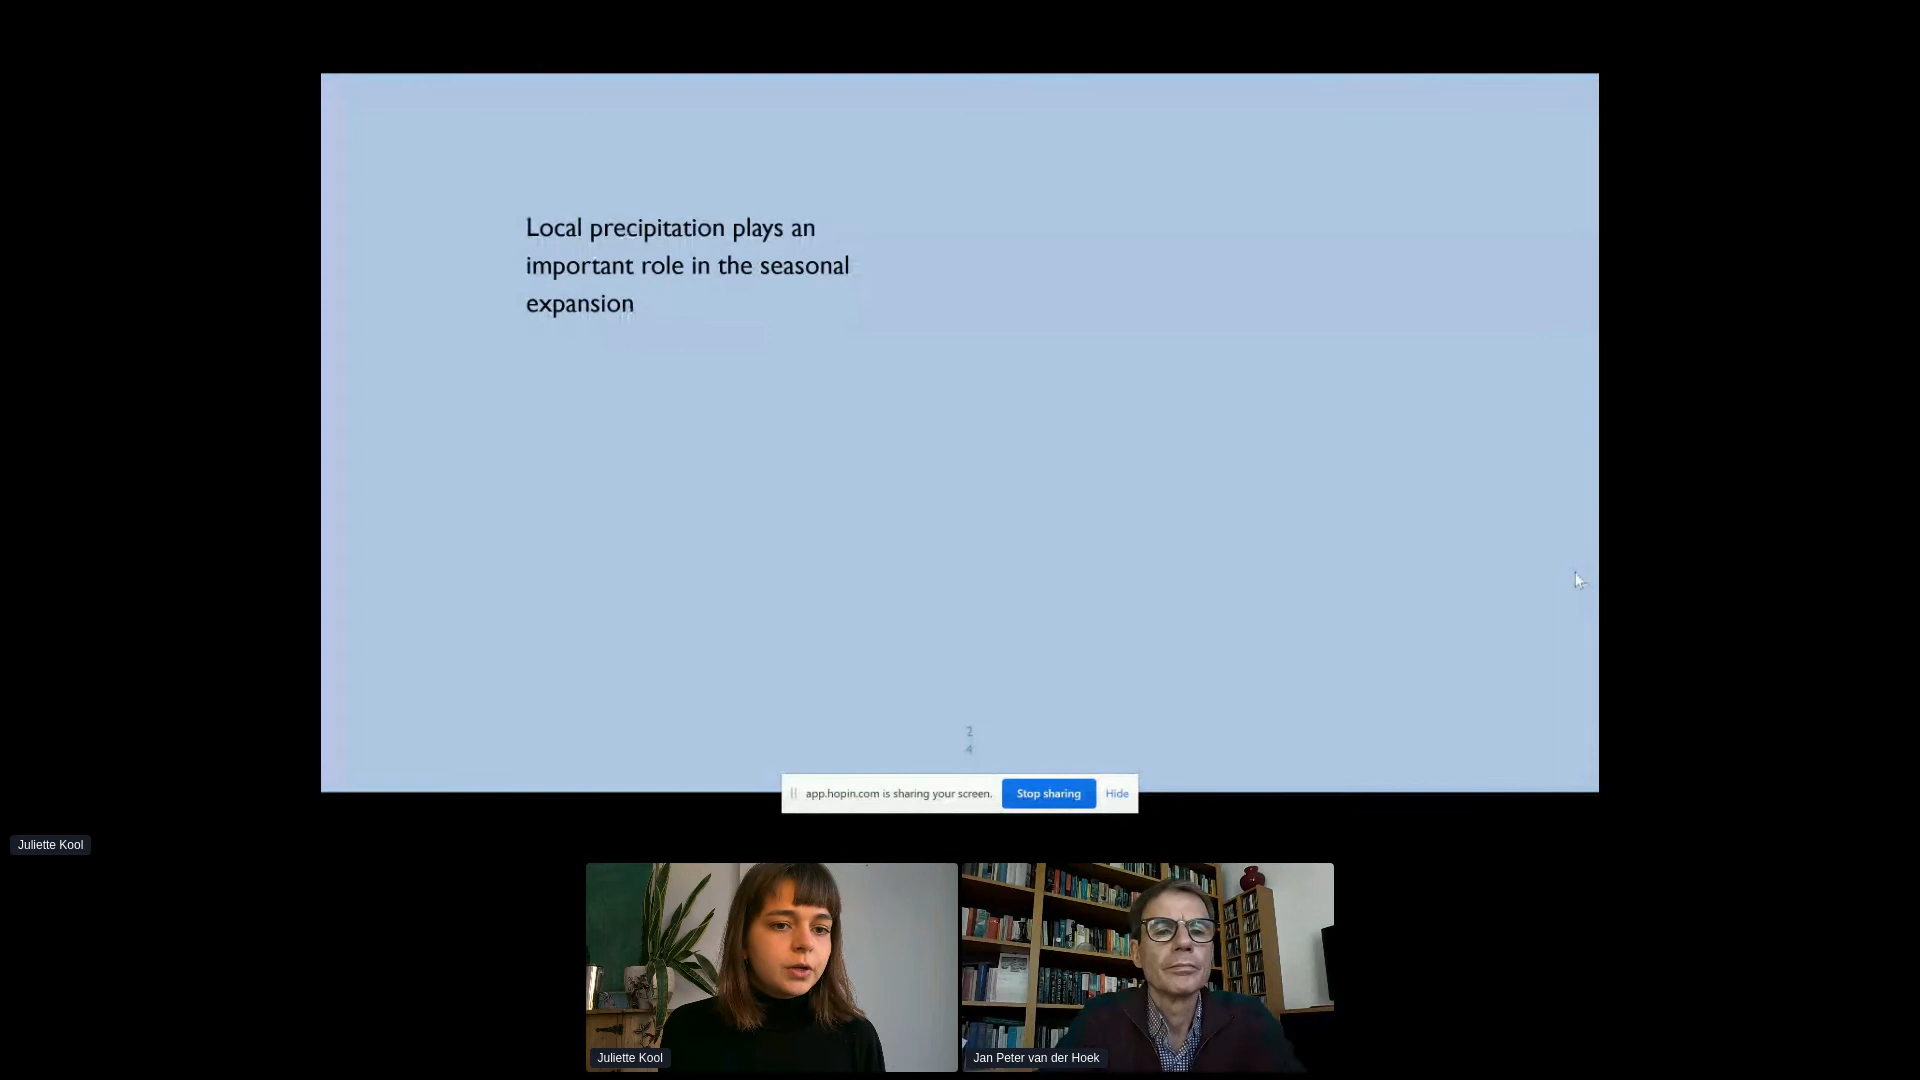 Local precipitation plays an
important role in the seasonal
expansion
2
4
app.hopin.com is sharing your screen.
Stop sharing
Hide
Juliette Kool
Juliette Kool
Jan Peter van der Hoek